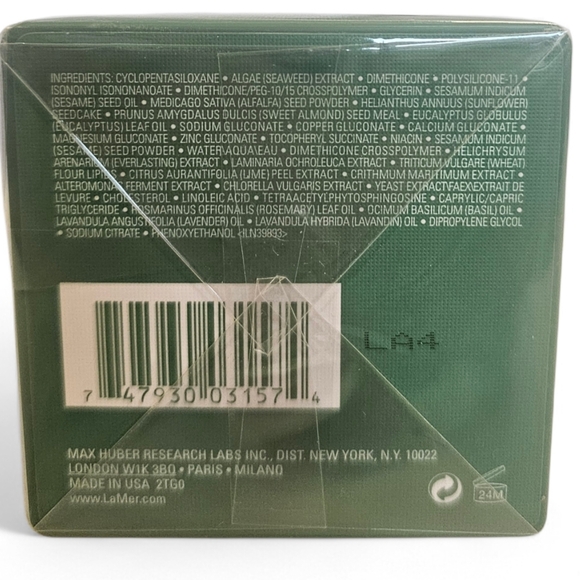 INGREDIENTS: CYCLOPENTASILOXANE • ALGAE (SEAWEED) EXTRACT • DIMETHICONE • POLYSILICONE-11 •
ISONONYL ISONONANOATE • DIMETHICONE/PEG-10/15 CROSSPOLYMER • GLYCERIN • SESAMUM INDICUM
(SESAME) SEED OIL • MEDICAGO SATIVA (ALFALFA) SEED POWDER • HELIANTHUS ANNUUS (SUNFLOWER)
SEEDCAKE • PRUNUS AMYGDALUS DULCIS (SWEET ALMOND) SEED MEAL • EUCALYPTUS GLOBULUS
(EUCALYPTUS) LEAF OIL • SODIUM GLUCONATE • COPPER GLUCONATE • CALCIUM GLUCONATE •
MAGNESIUM GLUCONATE • ZINC GLUCONATE • TOCOPHERYL SUCCINATE • NIACIN • SESAMUM INDICUM
(SESAME) SEED POWDER • WATER\AQUA\EAU • DIMETHICONE CROSSPOLYMER • HELICHRYSUM
ARENARIUM (EVERLASTING) EXTRACT • LAMINARIA OCHROLEUCA EXTRACT • TRITICUM VULGARE (WHEAT)
FLOUR LIPIDS • CITRUS AURANTIFOLIA (LIME) PEEL EXTRACT • CRITHMUM MARITIMUM EXTRACT •
ALTEROMONAS FERMENT EXTRACT • CHLORELLA VULGARIS EXTRACT • YEAST EXTRACT\FAEX\EXTRAIT DE
LEVURE • CHOLESTEROL • LINOLEIC ACID • TETRAACETYLPHYTOSPHINGOSINE • CAPRYLIC/CAPRIC
TRIGLYCERIDE • ROSMARINUS OFFICINALIS (ROSEMARY) LEAF OIL • OCIMUM BASILICUM (BASIL) OIL •
LAVANDULA ANGUSTIFOLIA (LAVENDER) OIL • LAVANDULA HYBRIDA (LAVANDIN) OIL • DIPROPYLENE GLYCOL
• SODIUM CITRATE • PHENOXYETHANOL <ILN39893>
7 47930 03157 4
LA4
MAX HUBER RESEARCH LABS INC., DIST. NEW YORK, N.Y. 10022
LONDON W1K 3BQ • PARIS • MILANO
MADE IN USA 2TG0
www.LaMer.com
24M